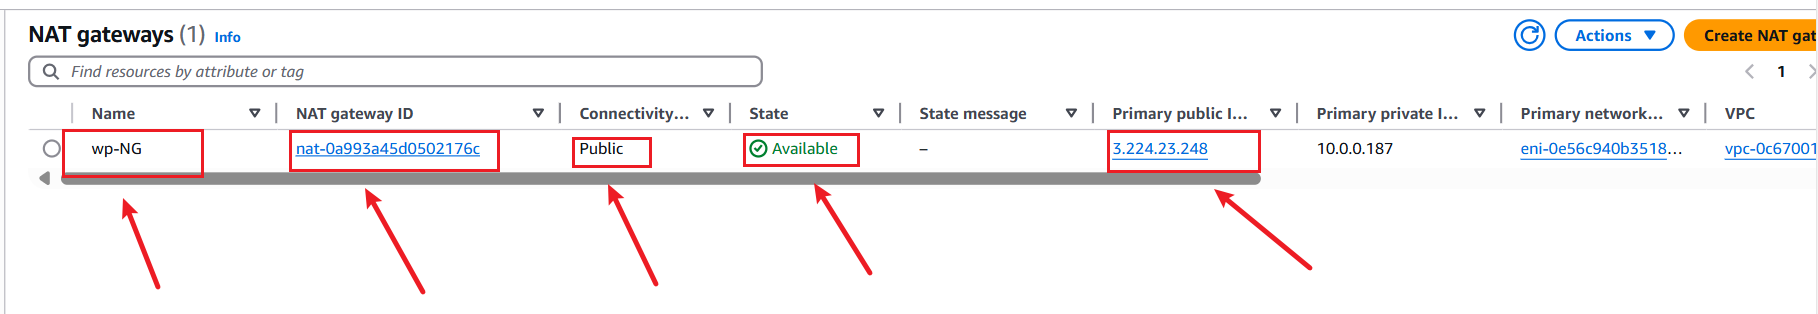 NAT gateways (1) Info
Actions
Create NAT gat
Find resources by attribute or tag
1
Name NAT gateway ID Connectivity... State State message Primary public I... Primary private I... Primary network... VPC
wp-NG nat-0a993a45d0502176c Public Available – 3.224.23.248 10.0.0.187 eni-0e56c940b3518... vpc-0c67001